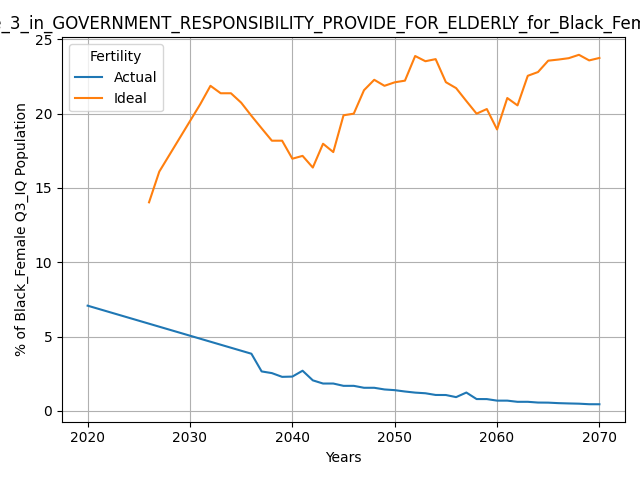 e_3_in_GOVERNMENT_RESPONSIBILITY_PROVIDE_FOR_ELDERLY_for_Black_Fem
25
20
15
10
5
0
% of Black_Female Q3_IQ Population
Fertility
Actual
Ideal
2020 2030 2040 2050 2060 2070
Years